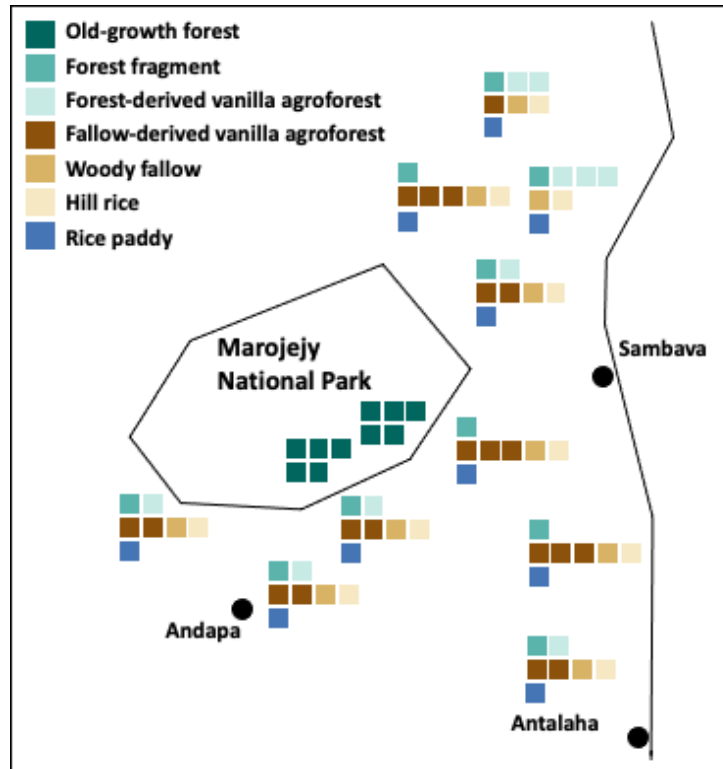 Old-growth forest
Forest fragment
Forest-derived vanilla agroforest
Fallow-derived vanilla agroforest
Woody fallow
Hill rice
Rice paddy
Marojejy
National Park
Sambava
Andapa
Antalaha